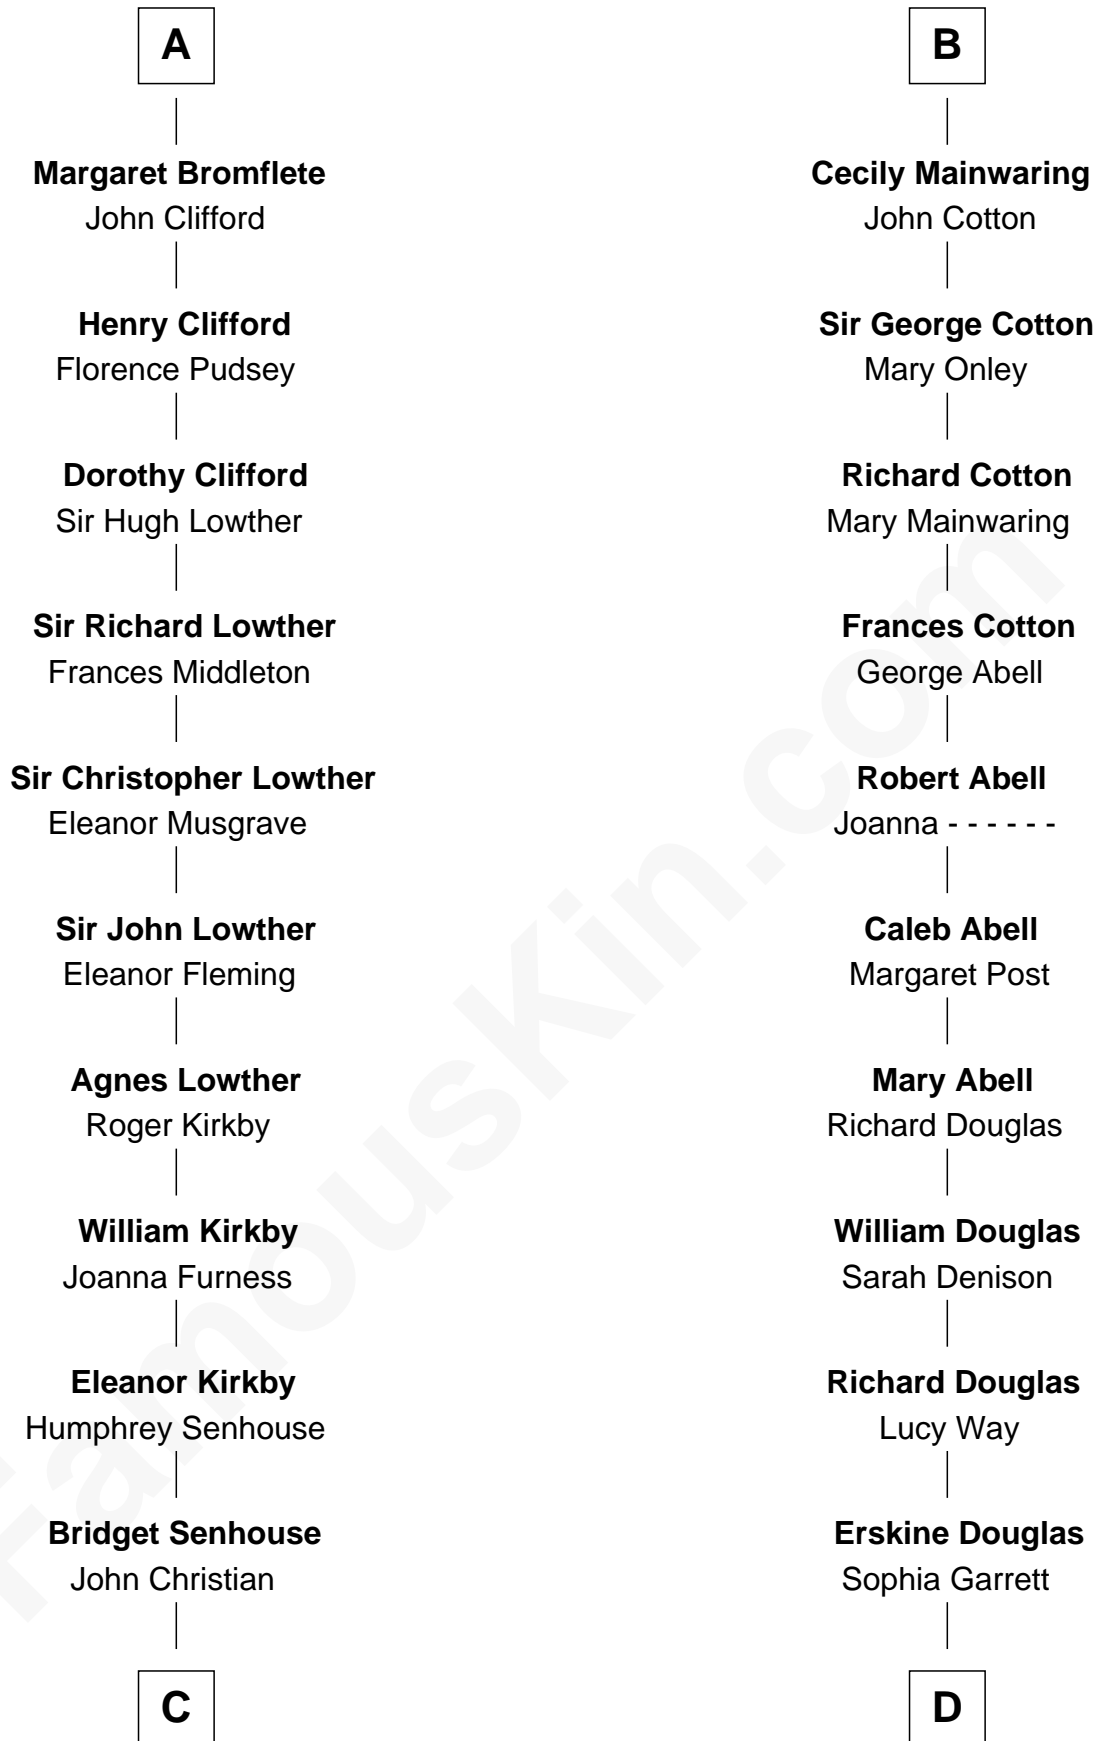 A
Margaret Bromflete
John Clifford
Henry Clifford
Florence Pudsey
Dorothy Clifford
Sir Hugh Lowther
Sir Richard Lowther
Frances Middleton
Sir Christopher Lowther
Eleanor Musgrave
Sir John Lowther
Eleanor Fleming
Agnes Lowther
Roger Kirkby
William Kirkby
Joanna Furness
Eleanor Kirkby
Humphrey Senhouse
Bridget Senhouse
John Christian
C
B
Cecily Mainwaring
John Cotton
Sir George Cotton
Mary Onley
Richard Cotton
Mary Mainwaring
Frances Cotton
George Abell
Robert Abell
Joanna - - - - - -
Caleb Abell
Margaret Post
Mary Abell
Richard Douglas
William Douglas
Sarah Denison
Richard Douglas
Lucy Way
Erskine Douglas
Sophia Garrett
D
FamousKin.com